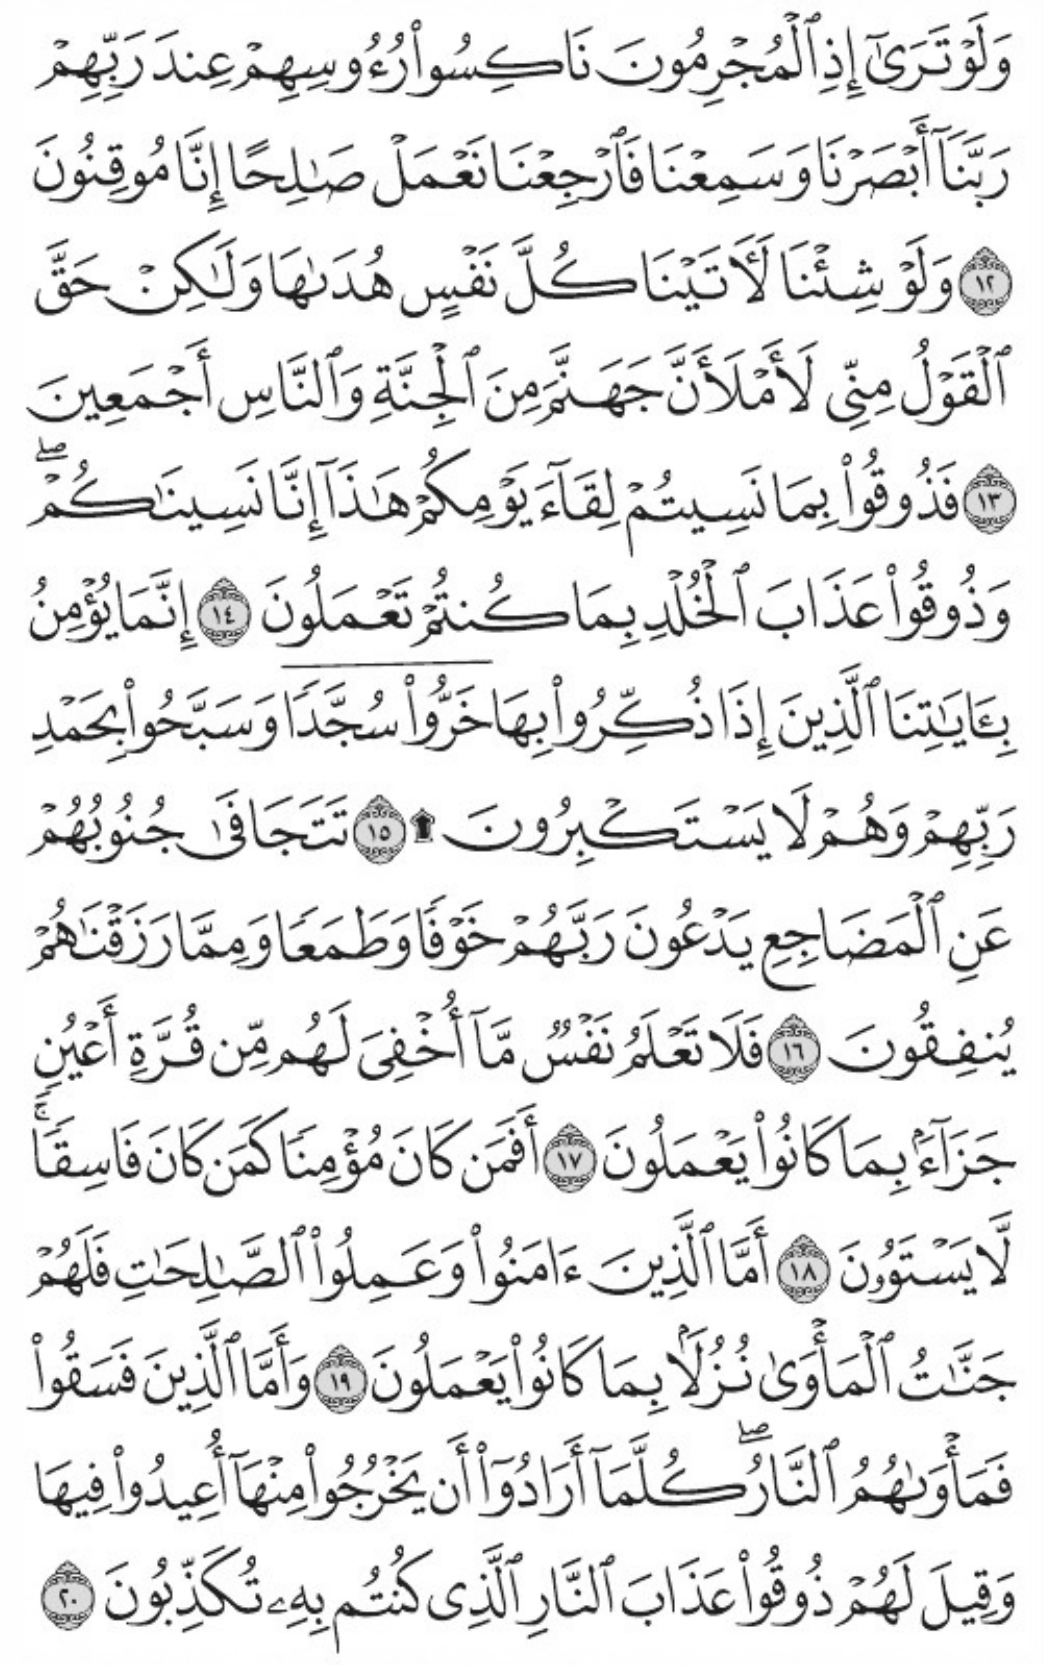 وَلَوْ تَرَىٰٓ إِذِ ٱلْمُجْرِمُونَ نَاكِسُوا۟ رُءُوسِهِمْ عِندَ رَبِّهِمْ
رَبَّنَآ أَبْصَرْنَا وَسَمِعْنَا فَٱرْجِعْنَا نَعْمَلْ صَٰلِحًا إِنَّا مُوقِنُونَ
١٢ وَلَوْ شِئْنَا لَءَاتَيْنَا كُلَّ نَفْسٍ هُدَىٰهَا وَلَٰكِنْ حَقَّ
ٱلْقَوْلُ مِنِّى لَأَمْلَأَنَّ جَهَنَّمَ مِنَ ٱلْجِنَّةِ وَٱلنَّاسِ أَجْمَعِينَ
١٣ فَذُوقُوا۟ بِمَا نَسِيتُمْ لِقَآءَ يَوْمِكُمْ هَٰذَآ إِنَّا نَسِينَٰكُمْ ۖ
وَذُوقُوا۟ عَذَابَ ٱلْخُلْدِ بِمَا كُنتُمْ تَعْمَلُونَ ١٤ إِنَّمَا يُؤْمِنُ
بِـَٔايَٰتِنَا ٱلَّذِينَ إِذَا ذُكِّرُوا۟ بِهَا خَرُّوا۟ سُجَّدًا وَسَبَّحُوا۟ بِحَمْدِ
رَبِّهِمْ وَهُمْ لَا يَسْتَكْبِرُونَ ۩ ١٥ تَتَجَافَىٰ جُنُوبُهُمْ
عَنِ ٱلْمَضَاجِعِ يَدْعُونَ رَبَّهُمْ خَوْفًا وَطَمَعًا وَمِمَّا رَزَقْنَٰهُمْ
يُنفِقُونَ ١٦ فَلَا تَعْلَمُ نَفْسٌ مَّآ أُخْفِىَ لَهُم مِّن قُرَّةِ أَعْيُنٍ
جَزَآءًۢ بِمَا كَانُوا۟ يَعْمَلُونَ ١٧ أَفَمَن كَانَ مُؤْمِنًا كَمَن كَانَ فَاسِقًا ۚ
لَّا يَسْتَوُۥنَ ١٨ أَمَّا ٱلَّذِينَ ءَامَنُوا۟ وَعَمِلُوا۟ ٱلصَّٰلِحَٰتِ فَلَهُمْ
جَنَّٰتُ ٱلْمَأْوَىٰ نُزُلًۢا بِمَا كَانُوا۟ يَعْمَلُونَ ١٩ وَأَمَّا ٱلَّذِينَ فَسَقُوا۟
فَمَأْوَىٰهُمُ ٱلنَّارُ ۖ كُلَّمَآ أَرَادُوٓا۟ أَن يَخْرُجُوا۟ مِنْهَآ أُعِيدُوا۟ فِيهَا
وَقِيلَ لَهُمْ ذُوقُوا۟ عَذَابَ ٱلنَّارِ ٱلَّذِى كُنتُم بِهِۦ تُكَذِّبُونَ ٢٠